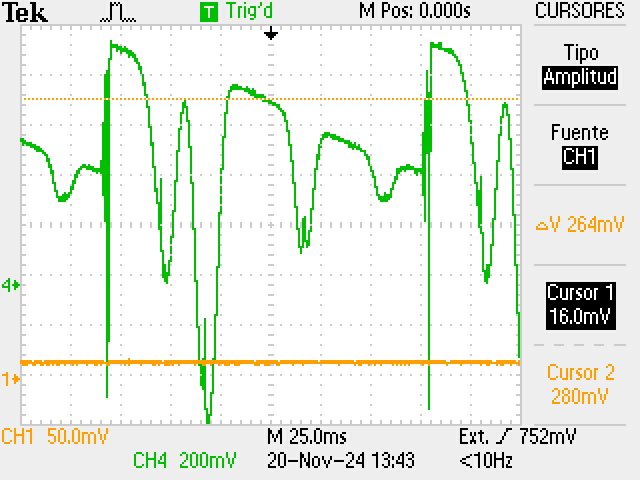 Tek T Trig'd M Pos: 0.000s CURSORES
Tipo
Amplitud
Fuente
CH1
△V 264mV
Cursor 1
16.0mV
Cursor 2
280mV
4
1
CH1 50.0mV M 25.0ms Ext. 752mV
CH4 200mV 20-Nov-24 13:43 <10Hz